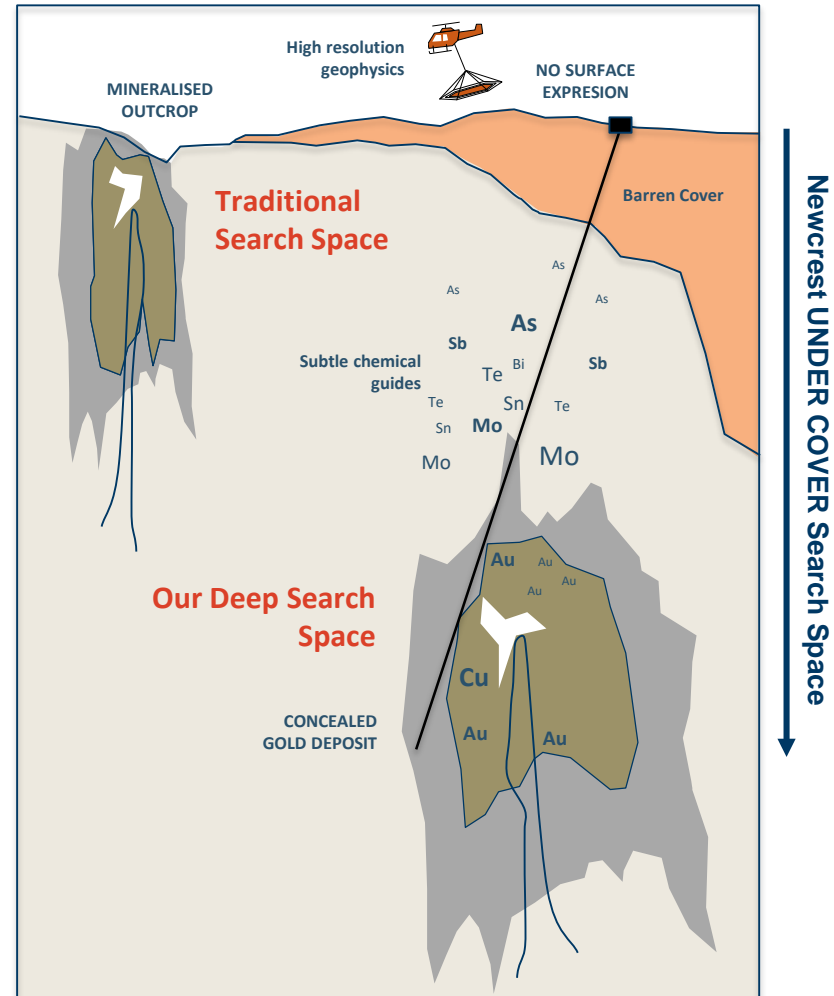 High resolution
geophysics
MINERALISED
OUTCROP
NO SURFACE
EXPRESION
Barren Cover
Traditional
Search Space
As
As
As
As
Sb
Subtle chemical
guides
Bi
Sb
Te
Te
Sn
Te
Sn
Mo
Mo
Mo
Au
Au
Au
Au
Our Deep Search
Space
Cu
CONCEALED
GOLD DEPOSIT
Au
Au
Newcrest UNDER COVER Search Space